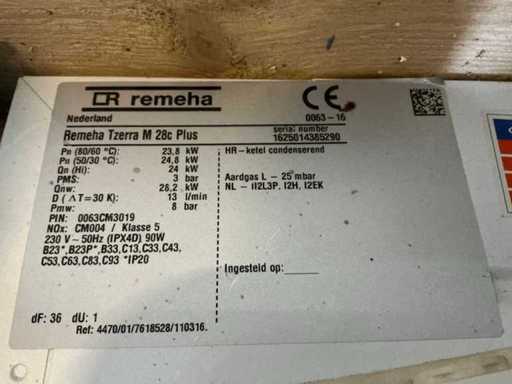 remeha
CE
Nederland
0063-16
Remeha Tzerra M 28c Plus
serial number
1625014385290
Pn (80/60 °C): 23,8 kW
Pn (50/30 °C): 24,8 kW
Qn (Hi): 24 kW
PMS: 3 bar
Qnw: 28,2 kW
D (ΔT=30 K): 13 l/min
Pmw: 8 bar
PIN: 0063CM3019
NOx: CM004 / Klasse 5
230 V~50Hz (IPX4D) 90W
B23*,B23P*,B33,C13,C33,C43,
C53,C63,C83,C93 *IP20
HR-ketel condenserend
Aardgas L - 25 mbar
NL - II2L3P, I2H, I2EK
Ingesteld op:
dF: 36 dU: 1
Ref: 4470/01/7618528/110316.